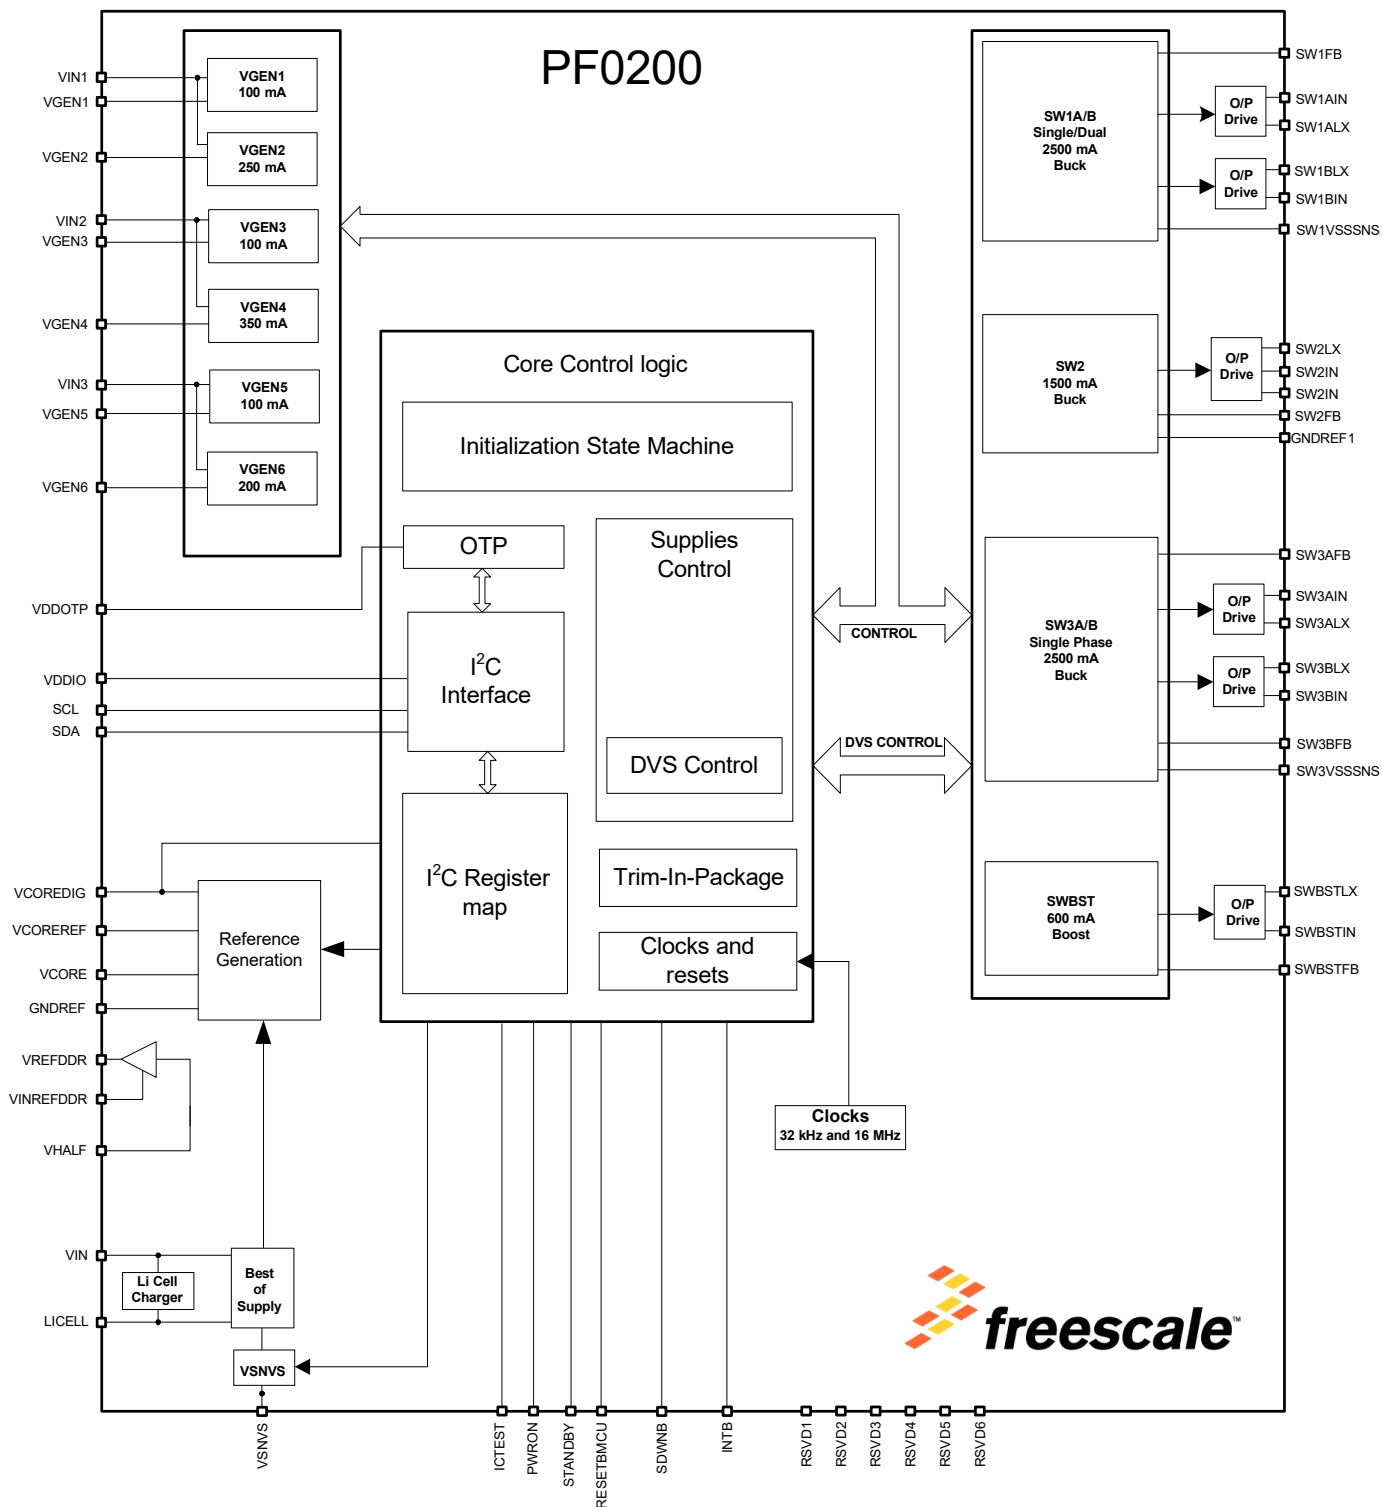 PF0200
VIN1
VGEN1
VGEN2
VIN2
VGEN3
VGEN4
VIN3
VGEN5
VGEN6
VDDOTP
VDDIO
SCL
SDA
VCOREDIG
VCOREREF
VCORE
GNDREF
VREFDDR
VINREFDDR
VHALF
VIN
LICELL
VGEN1
100 mA
VGEN2
250 mA
VGEN3
100 mA
VGEN4
350 mA
VGEN5
100 mA
VGEN6
200 mA
Core Control logic
Initialization State Machine
OTP
I²C
Interface
I²C Register
map
Supplies
Control
DVS Control
Trim-In-Package
Clocks and
resets
Reference
Generation
Clocks
32 kHz and 16 MHz
Li Cell
Charger
Best
of
Supply
VSNVS
CONTROL
DVS CONTROL
SW1A/B
Single/Dual
2500 mA
Buck
O/P
Drive
O/P
Drive
SW2
1500 mA
Buck
O/P
Drive
SW3A/B
Single Phase
2500 mA
Buck
O/P
Drive
O/P
Drive
SWBST
600 mA
Boost
O/P
Drive
SW1FB
SW1AIN
SW1ALX
SW1BLX
SW1BIN
SW1VSSSNS
SW2LX
SW2IN
SW2IN
SW2FB
GNDREF1
SW3AFB
SW3AIN
SW3ALX
SW3BLX
SW3BIN
SW3BFB
SW3VSSSNS
SWBSTLX
SWBSTIN
SWBSTFB
freescale™
VSNVS
ICTEST
PWRON
STANDBY
RESETBMCU
SDWNB
INTB
RSVD1
RSVD2
RSVD3
RSVD4
RSVD5
RSVD6